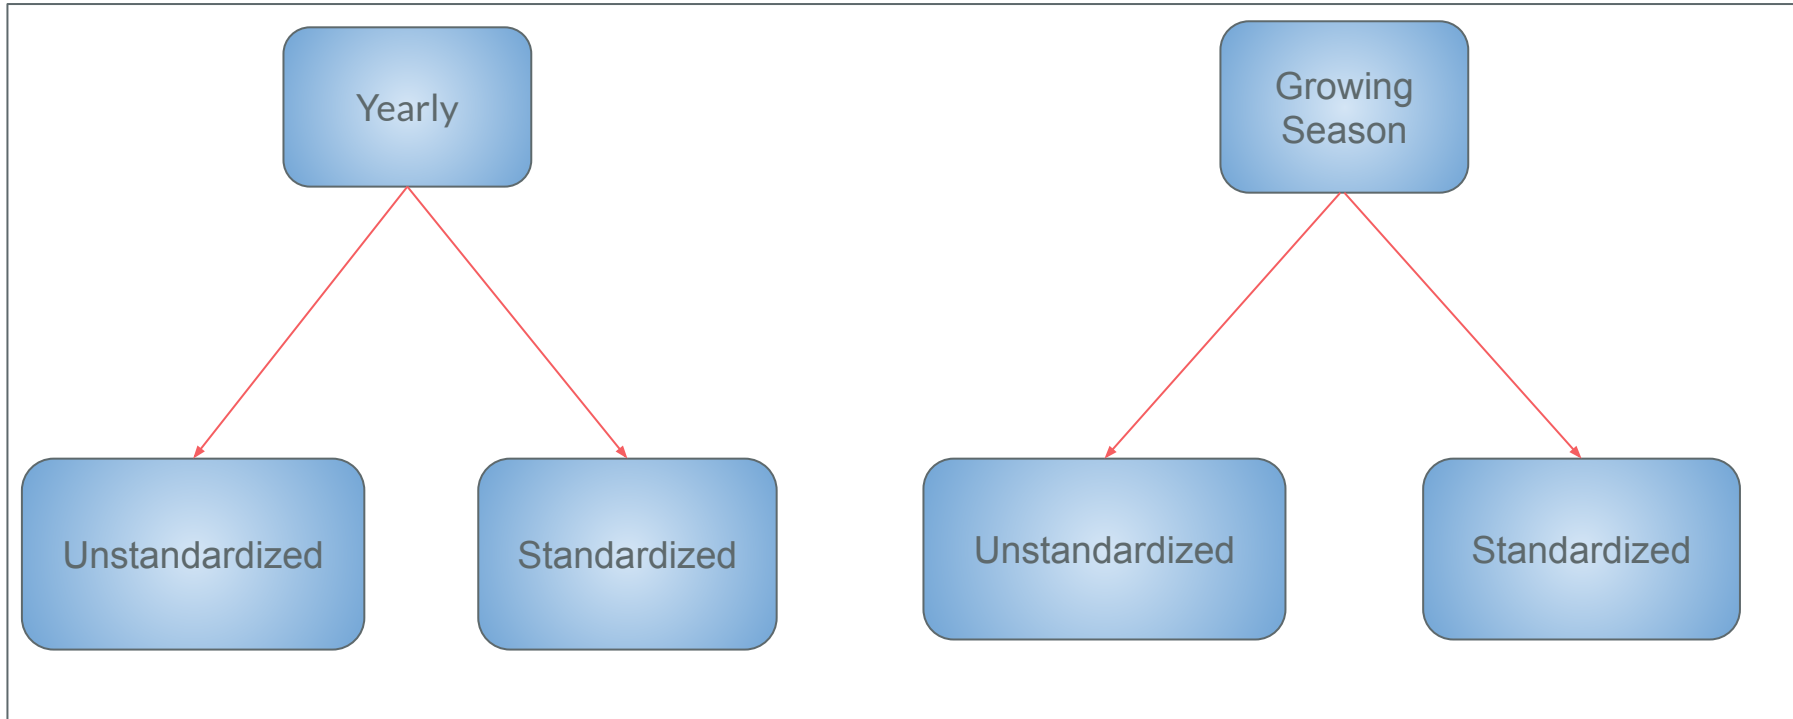 Yearly
Growing
Season
Unstandardized
Standardized
Unstandardized
Standardized